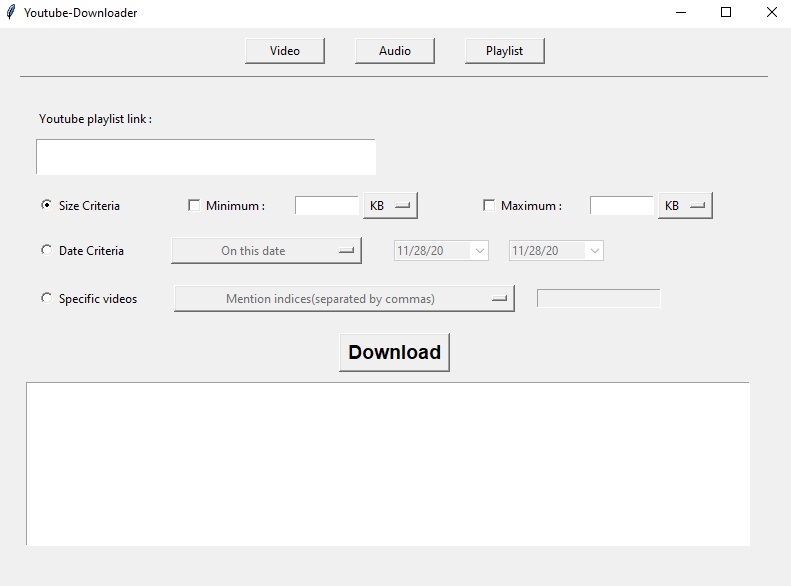 Youtube-Downloader
Video Audio Playlist
Youtube playlist link :
Size Criteria Minimum : KB Maximum : KB
Date Criteria On this date 11/28/20 11/28/20
Specific videos Mention indices(separated by commas)
Download